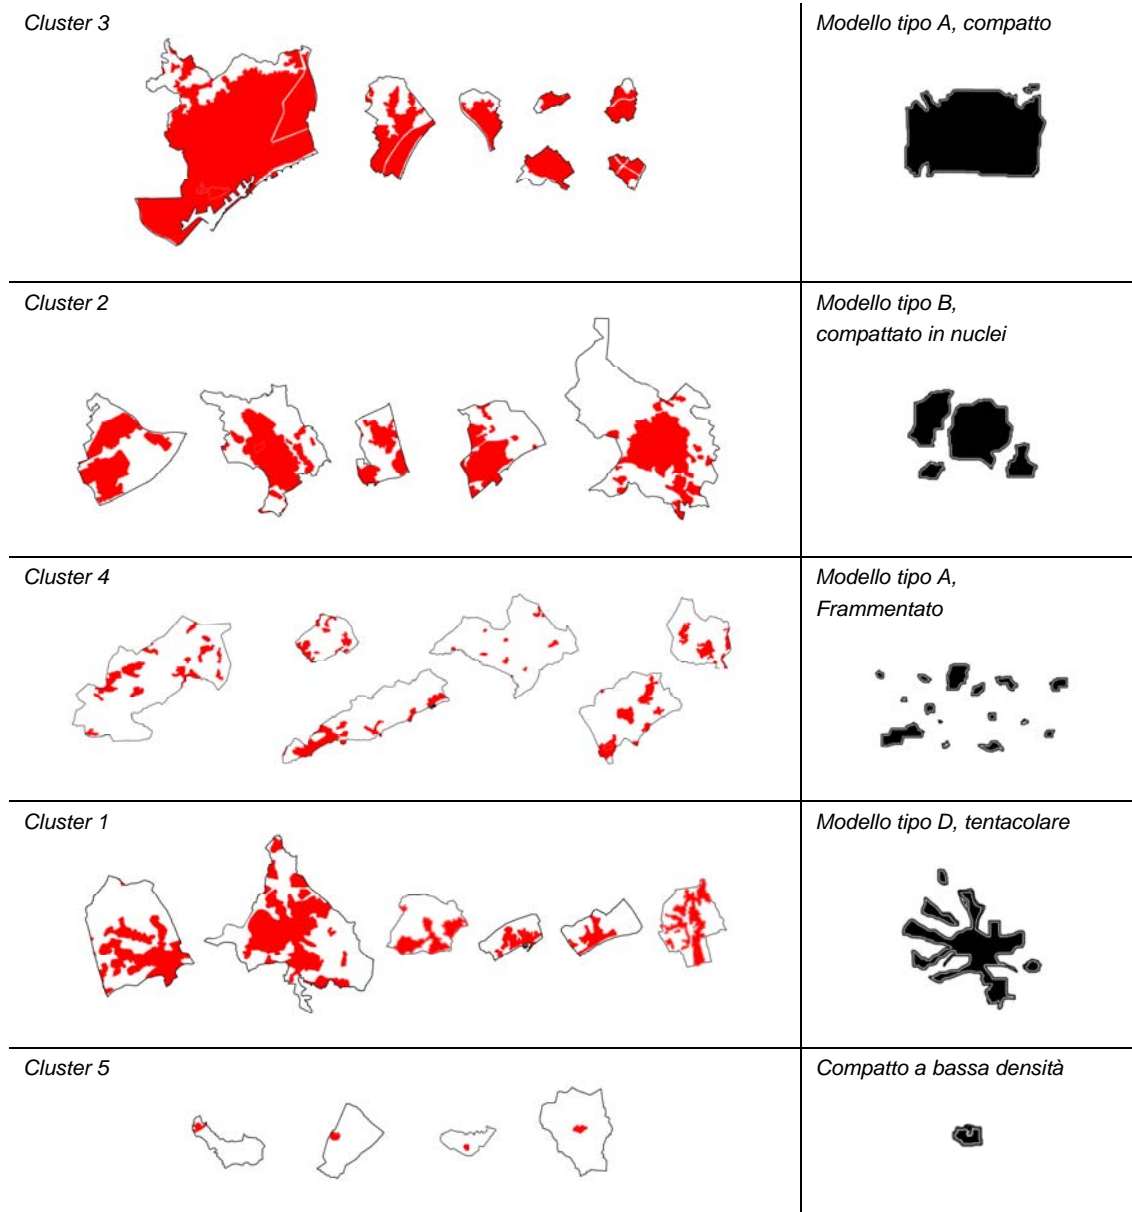 Cluster 3
Modello tipo A, compatto
Cluster 2
Modello tipo B,
compattato in nuclei
Cluster 4
Modello tipo A,
Frammentato
Cluster 1
Modello tipo D, tentacolare
Cluster 5
Compatto a bassa densità